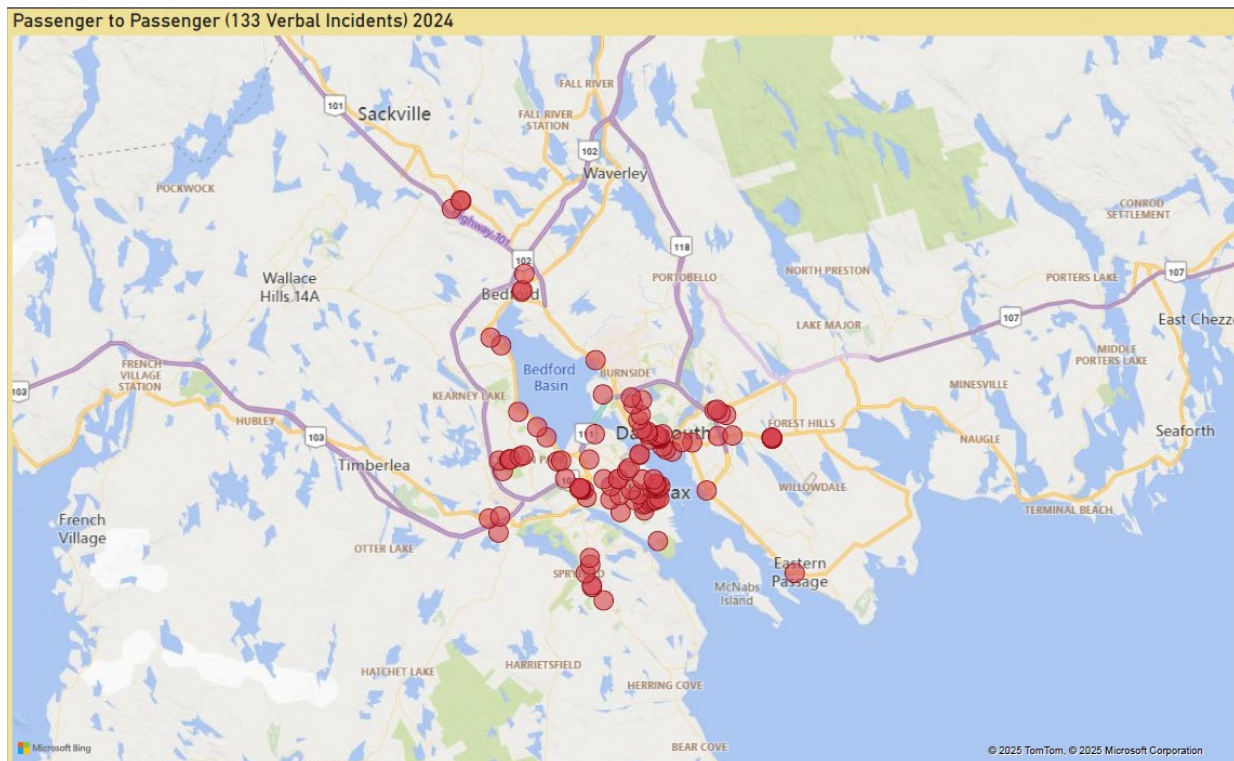 Passenger to Passenger (133 Verbal Incidents) 2024
FALL RIVER
101
Sackville
FALL RIVER
STATION
102
Waverley
POCKWOCK
CONROD
SETTLEMENT
Highway 101
118
102
NORTH PRESTON
107
Wallace
Hills 14A
PORTOBELLO
PORTERS LAKE
Bedford
107
East Chezze
LAKE MAJOR
FRENCH
VILLAGE
STATION
Bedford
Basin
BURNSIDE
MIDDLE
PORTERS LAKE
103
KEARNEY LAKE
MINESVILLE
HUBLEY
103
FOREST HILLS
Seaforth
NAUGLE
Timberlea
WILLOWDALE
TERMINAL BEACH
French
Village
OTTER LAKE
Eastern
Passage
McNabs
Island
HATCHET LAKE
HARRIETSFIELD
HERRING COVE
BEAR COVE
Microsoft Bing
© 2025 TomTom, © 2025 Microsoft Corporation